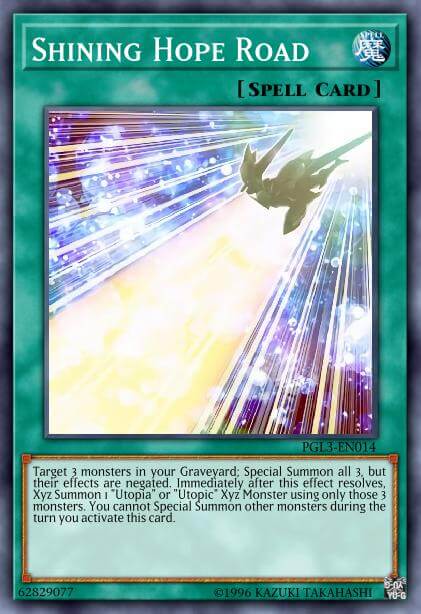 Shining Hope Road
魔
[Spell Card]
PGL3-EN014
Target 3 monsters in your Graveyard; Special Summon all 3, but
their effects are negated. Immediately after this effect resolves,
Xyz Summon 1 "Utopia" or "Utopic" Xyz Monster using only those 3
monsters. You cannot Special Summon other monsters during the
turn you activate this card.
62829077
©1996 KAZUKI TAKAHASHI